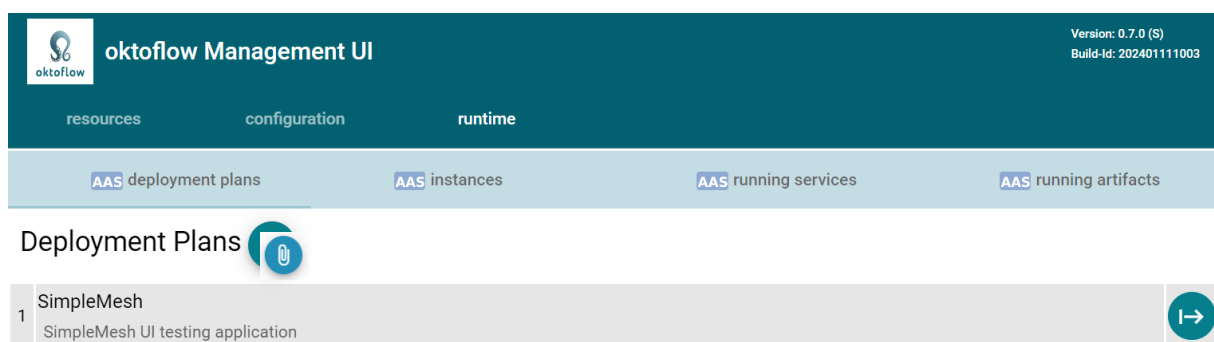 oktoflow
oktoflow Management UI
Version: 0.7.0 (S)
Build-Id: 202401111003
resources configuration runtime
AAS deployment plans AAS instances AAS running services AAS running artifacts
Deployment Plans
1 SimpleMesh
SimpleMesh UI testing application